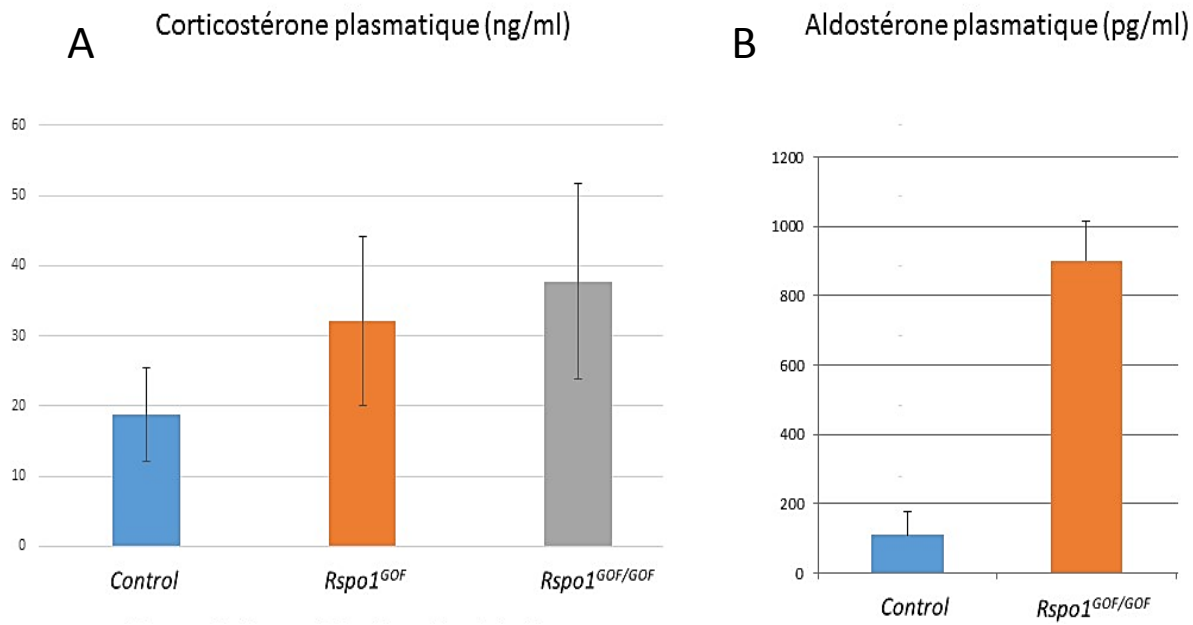 A
Corticostérone plasmatique (ng/ml)
60
50
40
30
20
10
0
Control
Rspo1GOF
Rspo1GOF/GOF
B
Aldostérone plasmatique (pg/ml)
1200
1000
800
600
400
200
0
Control
Rspo1GOF/GOF